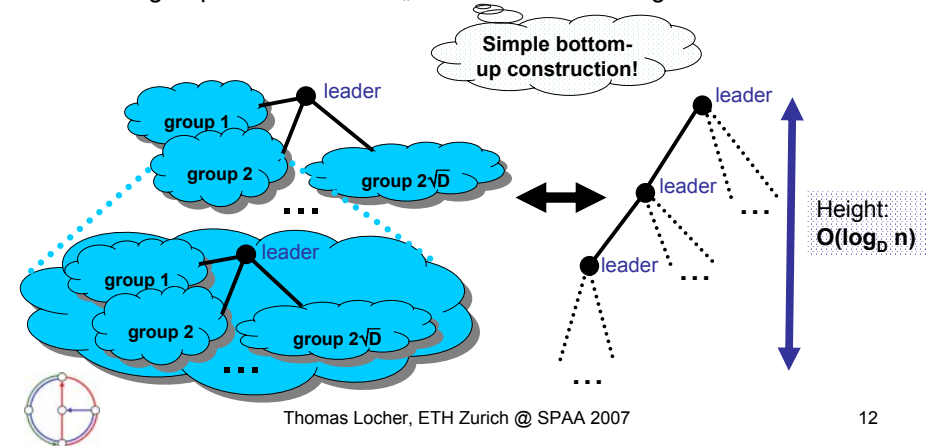 Simple bottom-
up construction!
leader
group 1
group 2
group 2√D
...
leader
group 1
group 2
group 2√D
...
leader
leader
...
leader
...
...
Height:
O(log_D n)
Thomas Locher, ETH Zurich @ SPAA 2007
12